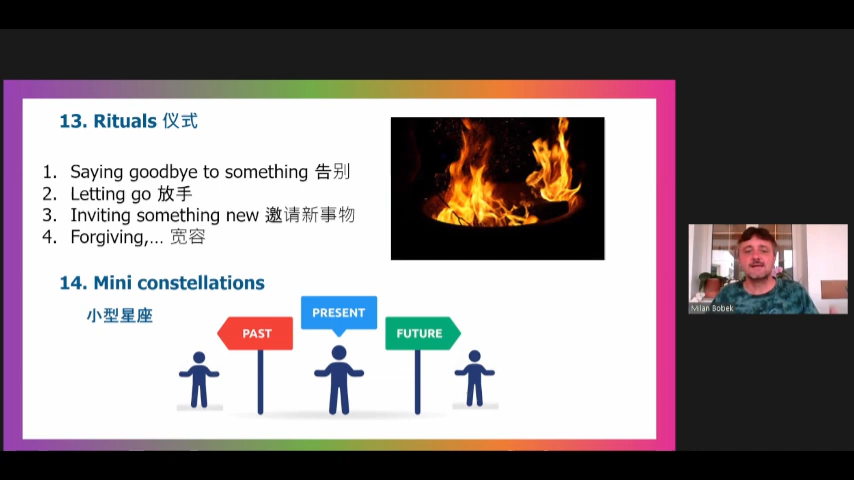 13. Rituals 仪式
1. Saying goodbye to something 告别
2. Letting go 放手
3. Inviting something new 邀请新事物
4. Forgiving,... 宽容
14. Mini constellations
小型星座
PAST
PRESENT
FUTURE
Milan Bobek